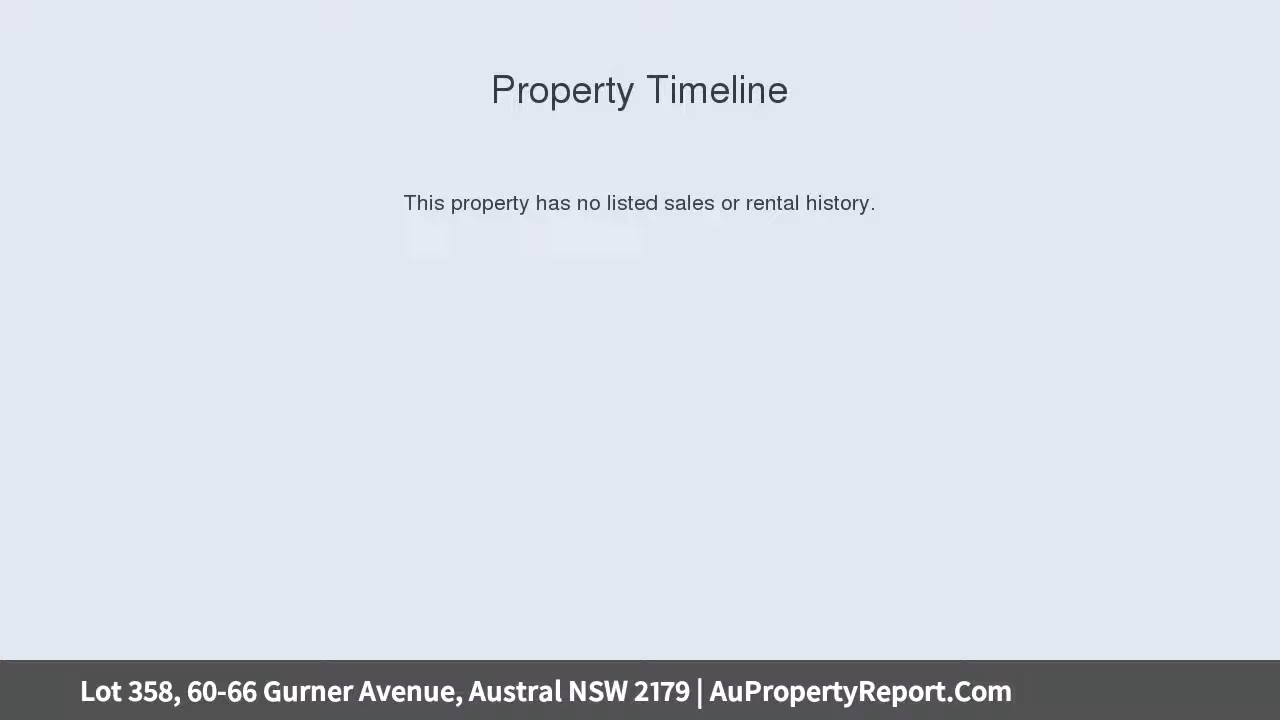 Property Timeline
This property has no listed sales or rental history.
Lot 358, 60-66 Gurner Avenue, Austral NSW 2179 | AuPropertyReport.Com